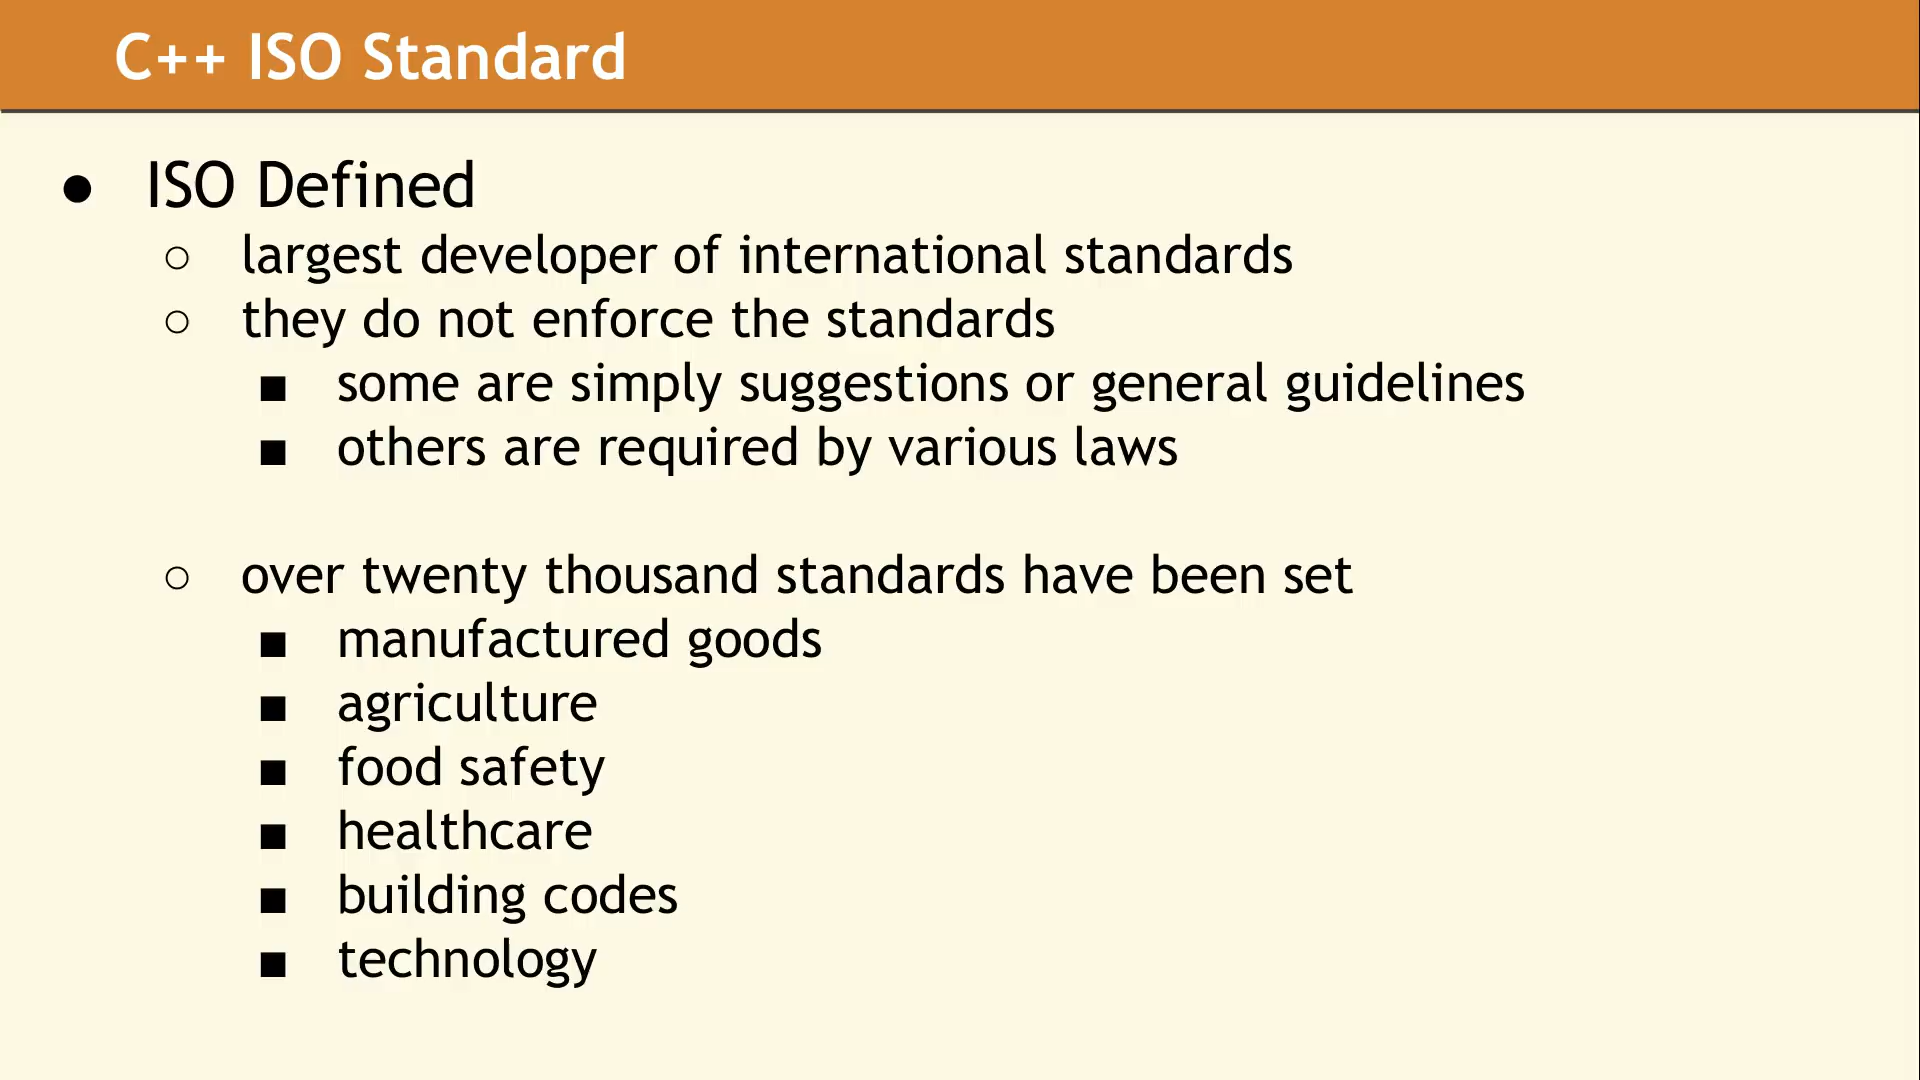 C++ ISO Standard
● ISO Defined
○ largest developer of international standards
○ they do not enforce the standards
■ some are simply suggestions or general guidelines
■ others are required by various laws
○ over twenty thousand standards have been set
■ manufactured goods
■ agriculture
■ food safety
■ healthcare
■ building codes
■ technology